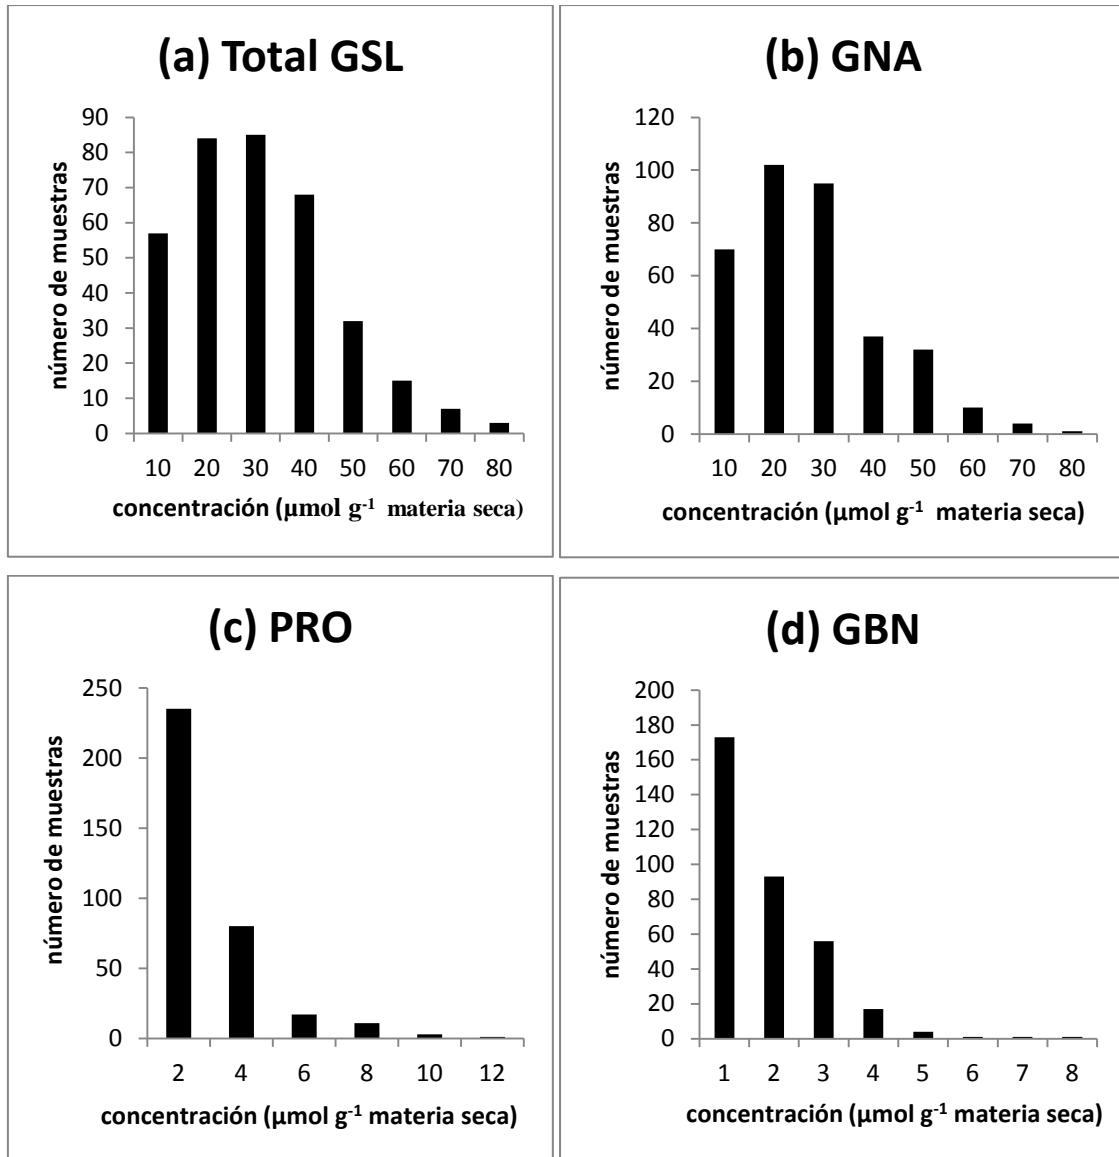 (a) Total GSL
número de muestras
90
80
70
60
50
40
30
20
10
0
10 20 30 40 50 60 70 80
concentración (µmol g⁻¹ materia seca)
(b) GNA
número de muestras
120
100
80
60
40
20
0
10 20 30 40 50 60 70 80
concentración (µmol g⁻¹ materia seca)
(c) PRO
número de muestras
250
200
150
100
50
0
2 4 6 8 10 12
concentración (µmol g⁻¹ materia seca)
(d) GBN
número de muestras
200
180
160
140
120
100
80
60
40
20
0
1 2 3 4 5 6 7 8
concentración (µmol g⁻¹ materia seca)